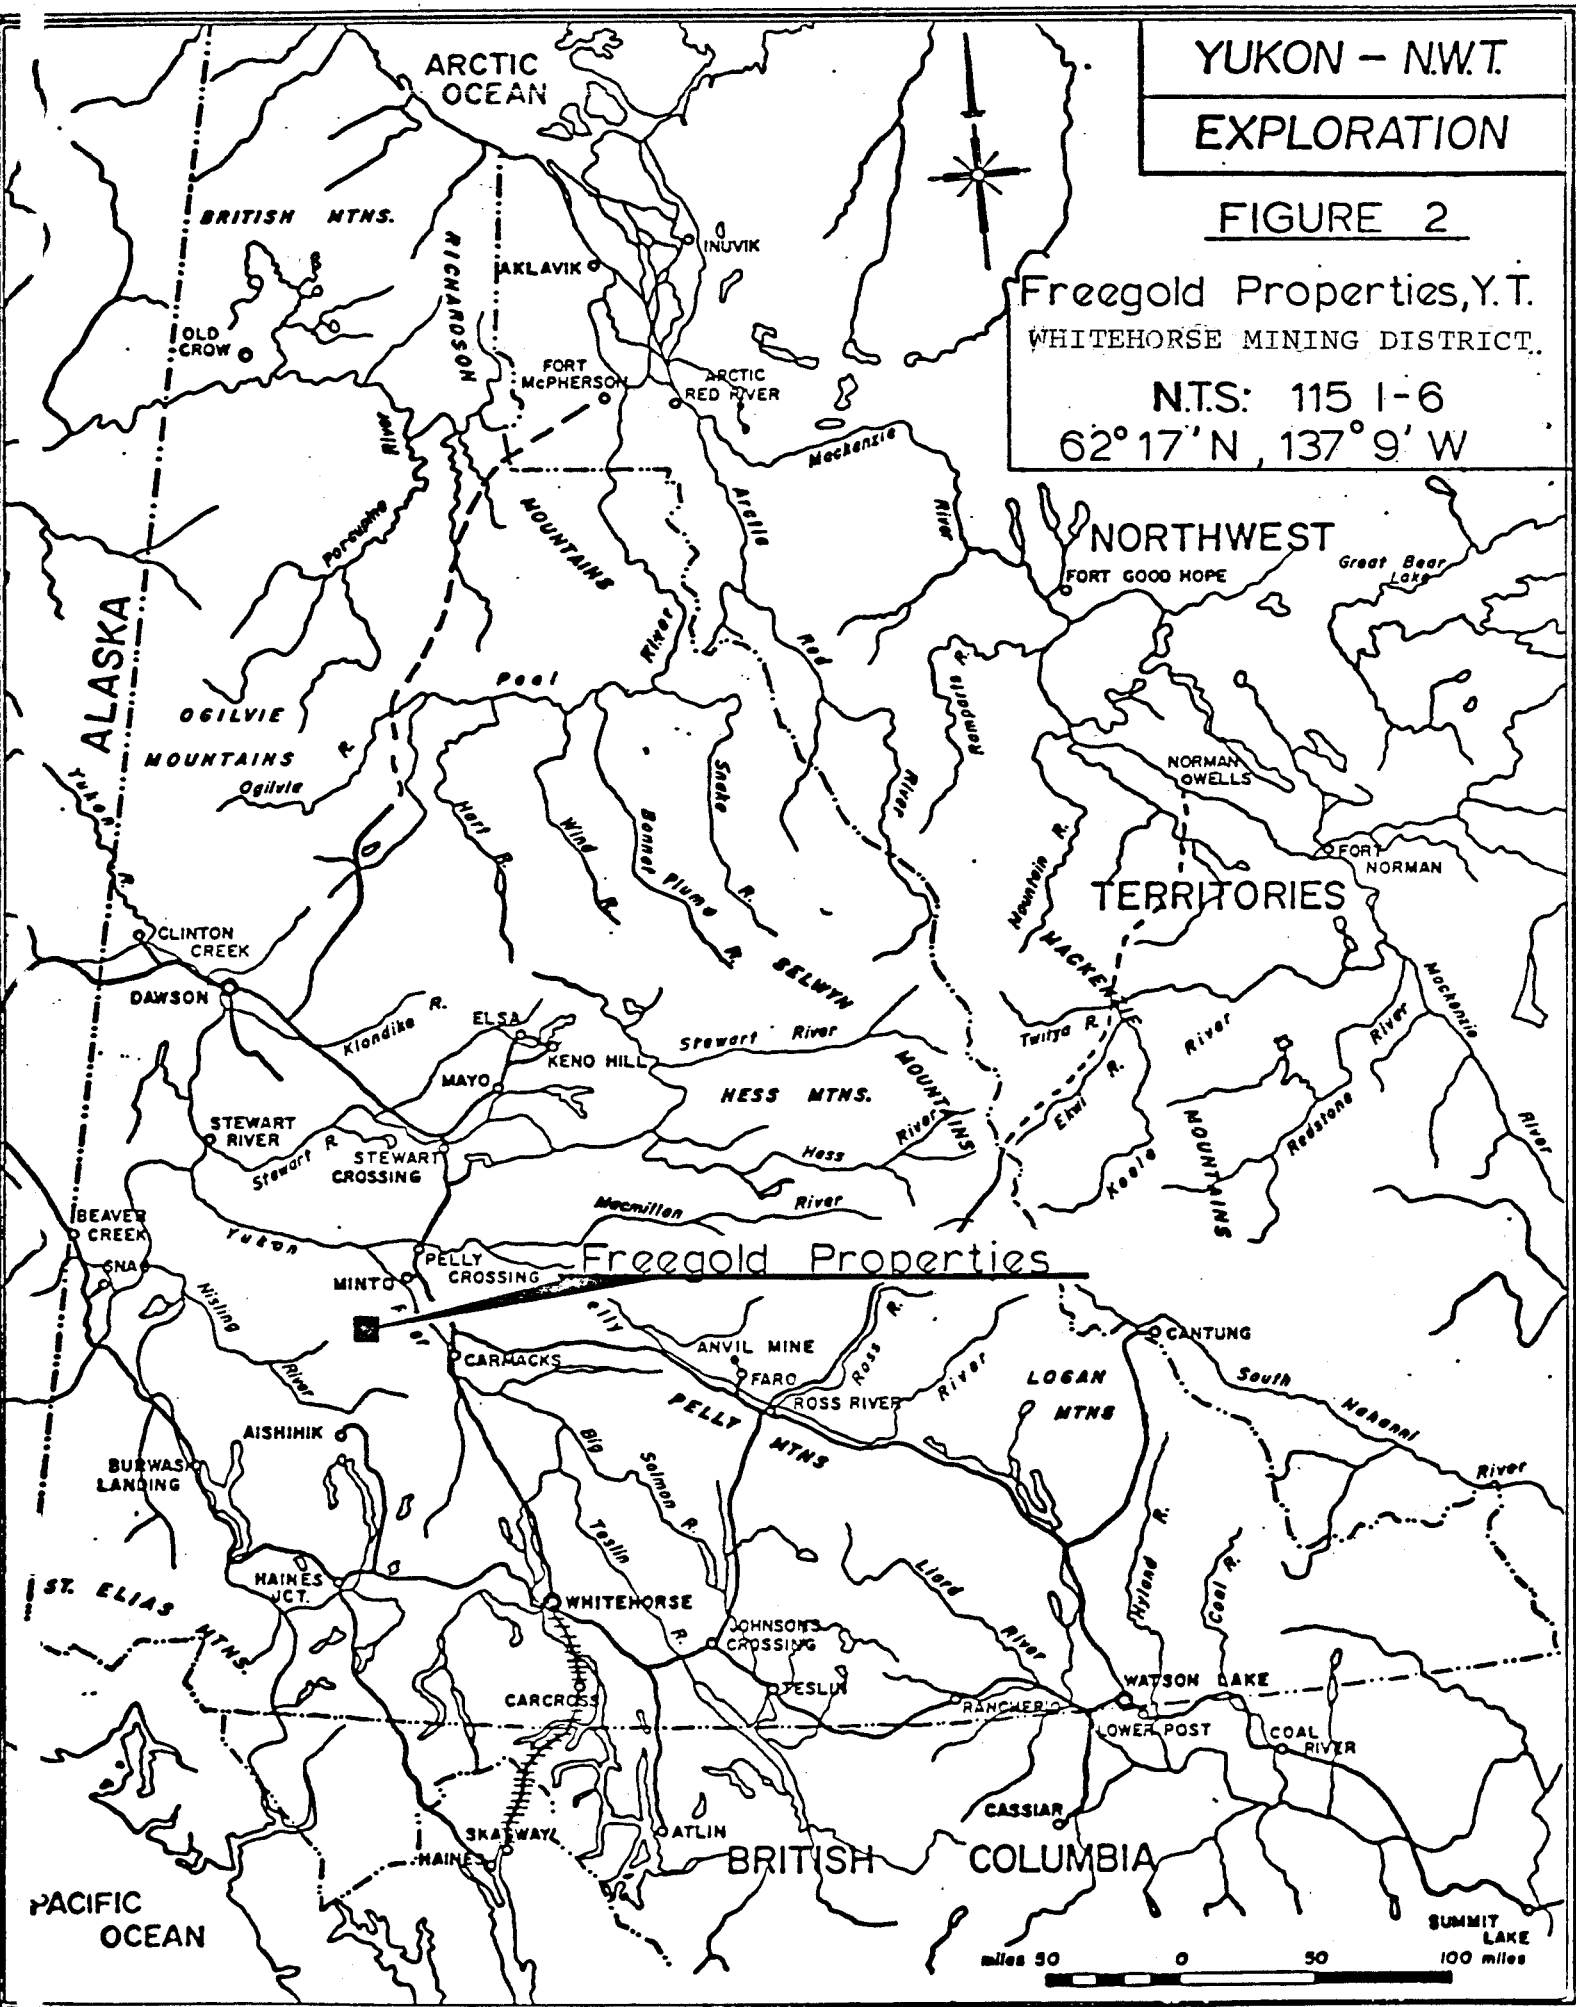 YUKON – N.W.T.
EXPLORATION
FIGURE 2
Freegold Properties, Y.T.
WHITEHORSE MINING DISTRICT.
N.T.S: 115 I-6
62° 17' N, 137° 9' W
ARCTIC
OCEAN
BRITISH MTNS.
RICHARDSON
INUVIK
AKLAVIK
OLD
CROW
FORT
McPHERSON
ARCTIC
RED RIVER
River
Mackenzie
River
Porcupine
MOUNTAINS
Arctic
NORTHWEST
Great Bear
Lake
FORT GOOD HOPE
ALASKA
River
Red
Peel
Ramparts R.
OGILVIE
MOUNTAINS
R.
Ogilvie
Yukon
R.
Hart
R.
Wind
R.
Bonnet
Plume
R.
Snake
R.
River
NORMAN
WELLS
Mountain R.
FORT
NORMAN
TERRITORIES
CLINTON
CREEK
DAWSON
SELWYN
MACKENZIE
Mackenzie
Klondike R.
ELSA
KENO HILL
MAYO
Stewart River
Twitya R.
River
River
MOUNTAINS
HESS MTNS.
Ekwi
R.
STEWART
RIVER
Stewart R.
STEWART
CROSSING
River
Hess
Keele
MOUNTAINS
Redstone
River
Macmillan River
BEAVER
CREEK
Yukon
PELLY
CROSSING
Freegold Properties
SNAG
MINTO
Nisling
River
elly
CARMACKS
ANVIL MINE
FARO
Ross R.
ROSS RIVER
River
LOGAN
MTNS
CANTUNG
South
Nahanni
River
PELLY
MTNS
AISHIHIK
BURWASH
LANDING
Big
Salmon
R.
Teslin
R.
HAINES
JCT.
ST. ELIAS
MTNS.
WHITEHORSE
JOHNSON'S
CROSSING
Liard
River
Hyland
R.
Coal R.
CARCROSS
TESLIN
RANCHERIO
WATSON LAKE
LOWER POST
COAL
RIVER
CASSIAR
SKAGWAY
HAINES
ATLIN
BRITISH COLUMBIA
PACIFIC
OCEAN
SUMMIT
LAKE
miles 50 0 50 100 miles